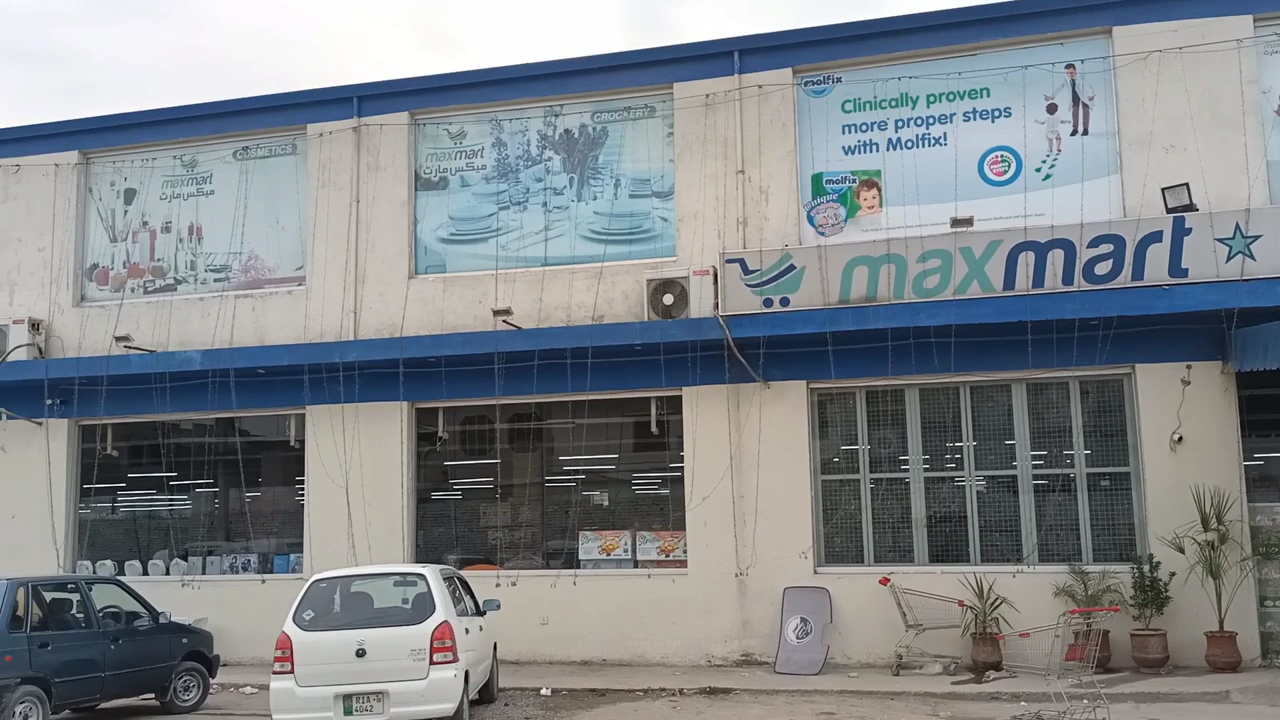 COSMETICS
maxmart
میکس مارٹ
CROCKERY
maxmart
میکس مارٹ
molfix
Clinically proven
more proper steps
with Molfix!
molfix
Unique
maxmart
RIA
4042